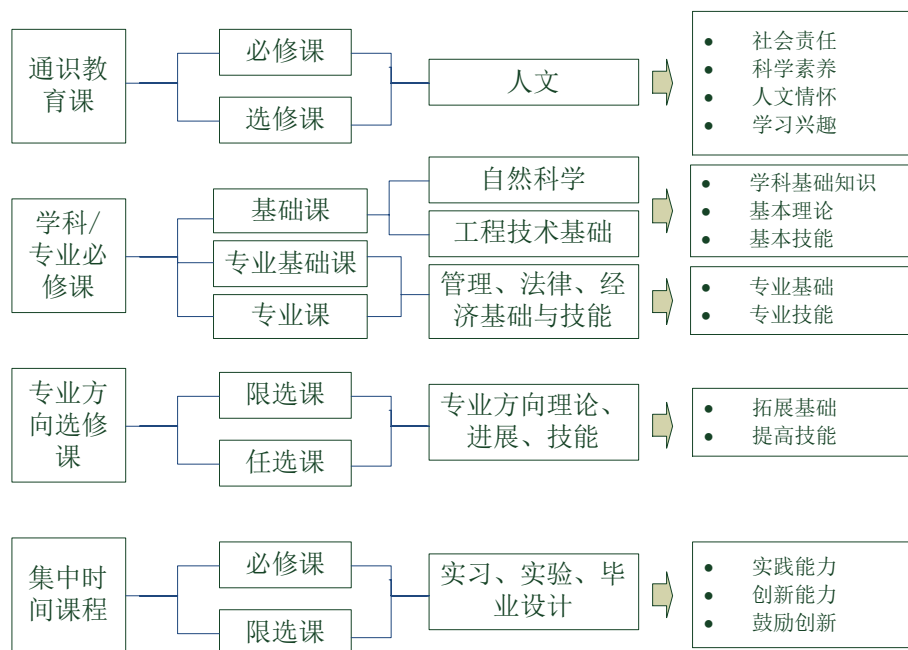 通识教
育课
必修课
选修课
人文
社会责任
科学素养
人文情怀
学习兴趣
学科/
专业必
修课
基础课
专业基础课
专业课
自然科学
工程技术基础
管理、法律、经
济基础与技能
学科基础知识
基本理论
基本技能
专业基础
专业技能
专业方
向选修
课
限选课
任选课
专业方向理论、
进展、技能
拓展基础
提高技能
集中时
间课程
必修课
限选课
实习、实验、毕
业设计
实践能力
创新能力
鼓励创新